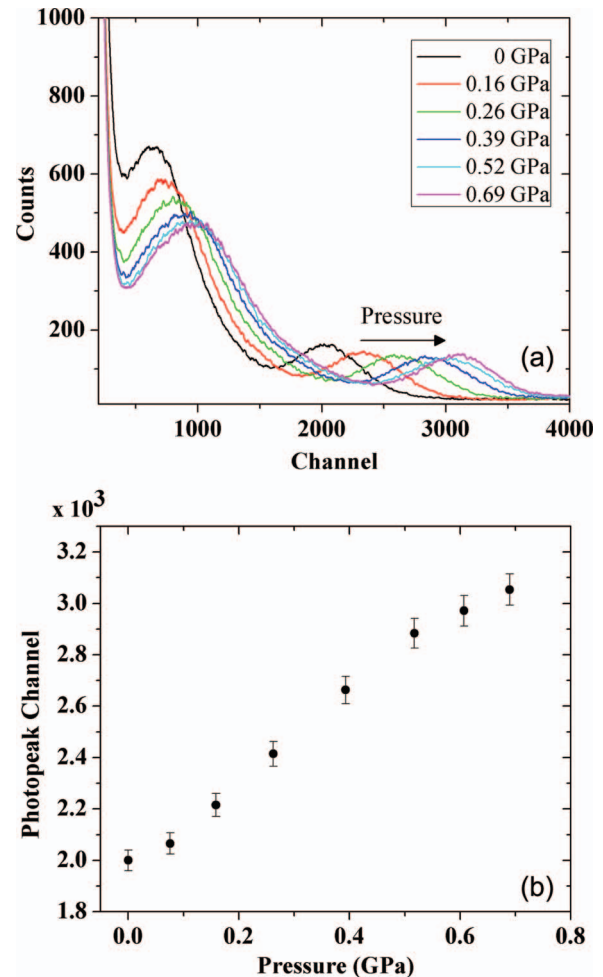 1000
800
600
400
200
Counts
0 GPa
0.16 GPa
0.26 GPa
0.39 GPa
0.52 GPa
0.69 GPa
Pressure
(a)
1000 2000 3000 4000
Channel
x 10³
3.2
3.0
2.8
2.6
2.4
2.2
2.0
1.8
Photopeak Channel
(b)
0.0 0.2 0.4 0.6 0.8
Pressure (GPa)